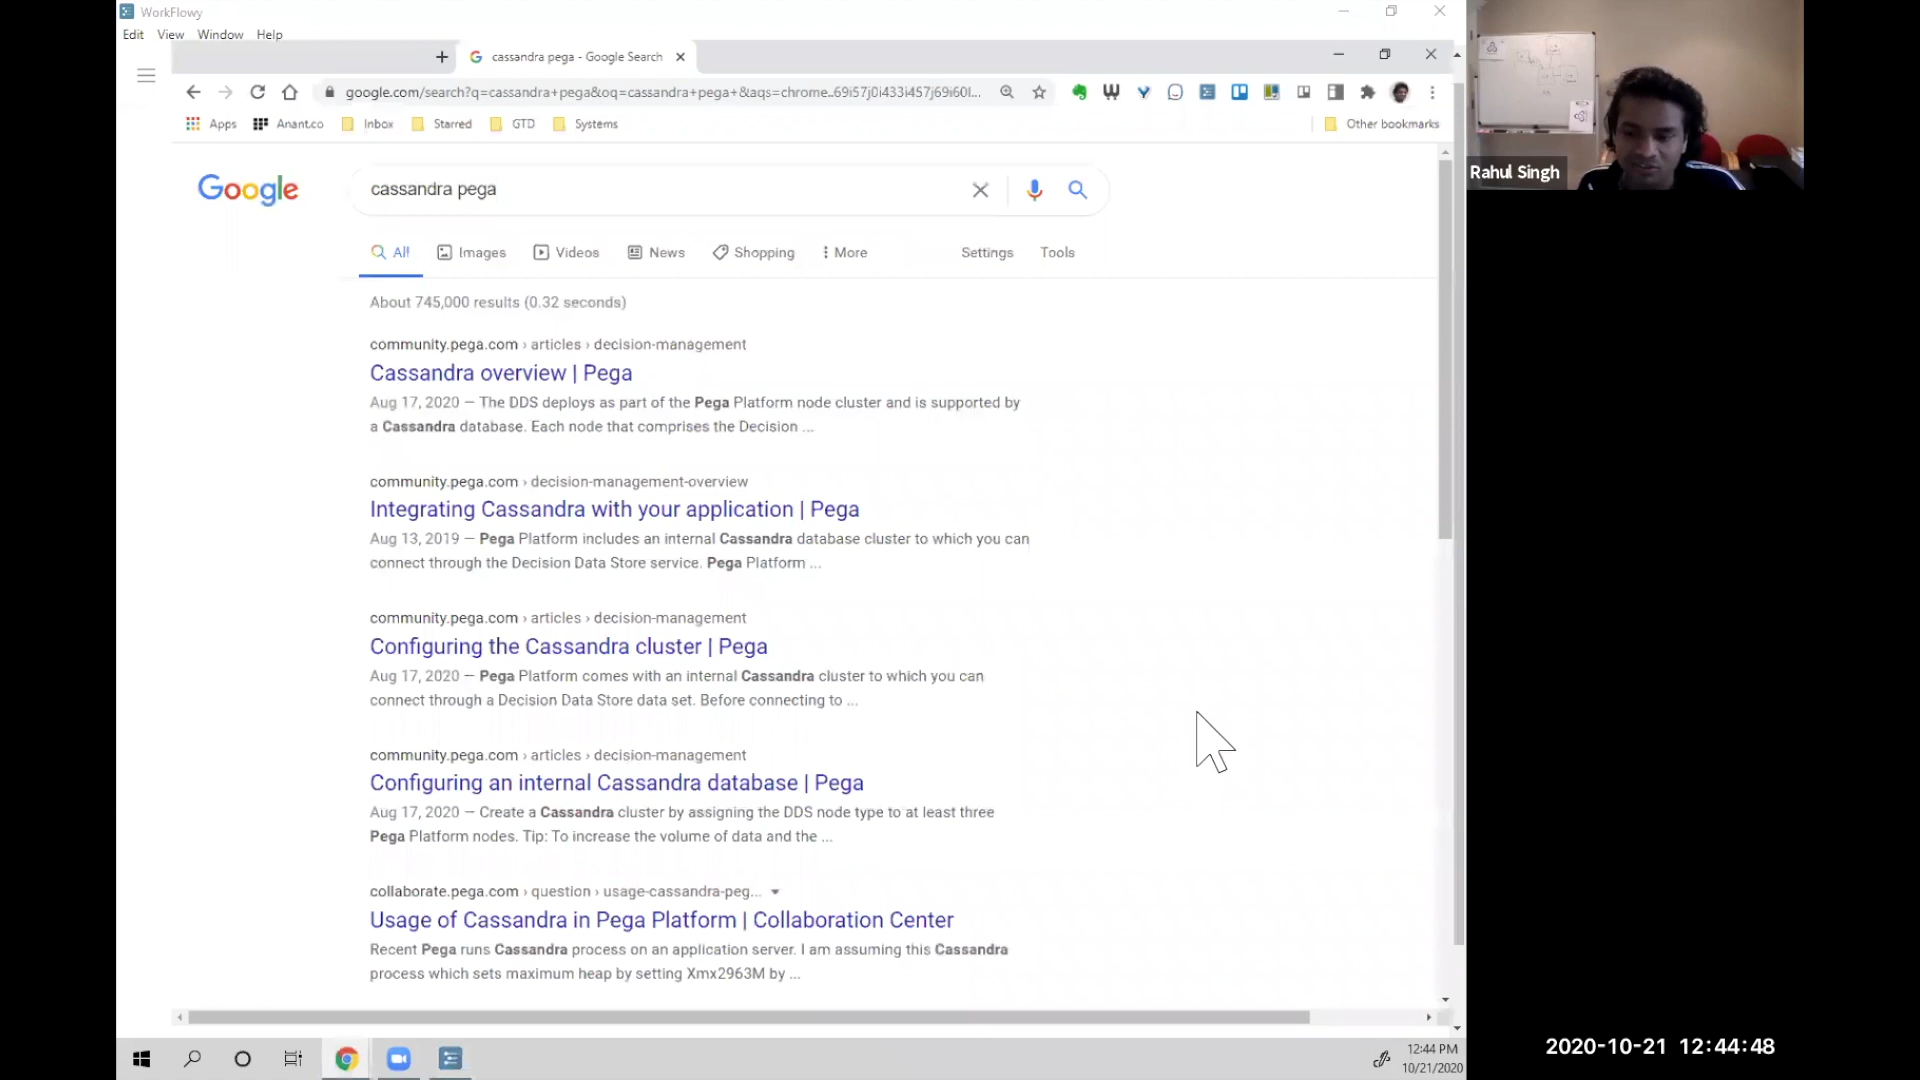 WorkFlowy
Edit View Window Help
cassandra pega - Google Search
google.com/search?q=cassandra+pega&oq=cassandra+pega+&aqs=chrome..69i57j0i433i457j69i60l...
Apps Anant.co Inbox Starred GTD Systems Other bookmarks
Google
cassandra pega
All Images Videos News Shopping More Settings Tools
About 745,000 results (0.32 seconds)
community.pega.com › articles › decision-management
Cassandra overview | Pega
Aug 17, 2020 — The DDS deploys as part of the Pega Platform node cluster and is supported by
a Cassandra database. Each node that comprises the Decision ...
community.pega.com › decision-management-overview
Integrating Cassandra with your application | Pega
Aug 13, 2019 — Pega Platform includes an internal Cassandra database cluster to which you can
connect through the Decision Data Store service. Pega Platform ...
community.pega.com › articles › decision-management
Configuring the Cassandra cluster | Pega
Aug 17, 2020 — Pega Platform comes with an internal Cassandra cluster to which you can
connect through a Decision Data Store data set. Before connecting to ...
community.pega.com › articles › decision-management
Configuring an internal Cassandra database | Pega
Aug 17, 2020 — Create a Cassandra cluster by assigning the DDS node type to at least three
Pega Platform nodes. Tip: To increase the volume of data and the ...
collaborate.pega.com › question › usage-cassandra-peg...
Usage of Cassandra in Pega Platform | Collaboration Center
Recent Pega runs Cassandra process on an application server. I am assuming this Cassandra
process which sets maximum heap by setting Xmx2963M by ...
12:44 PM
10/21/2020
Rahul Singh
2020-10-21 12:44:48